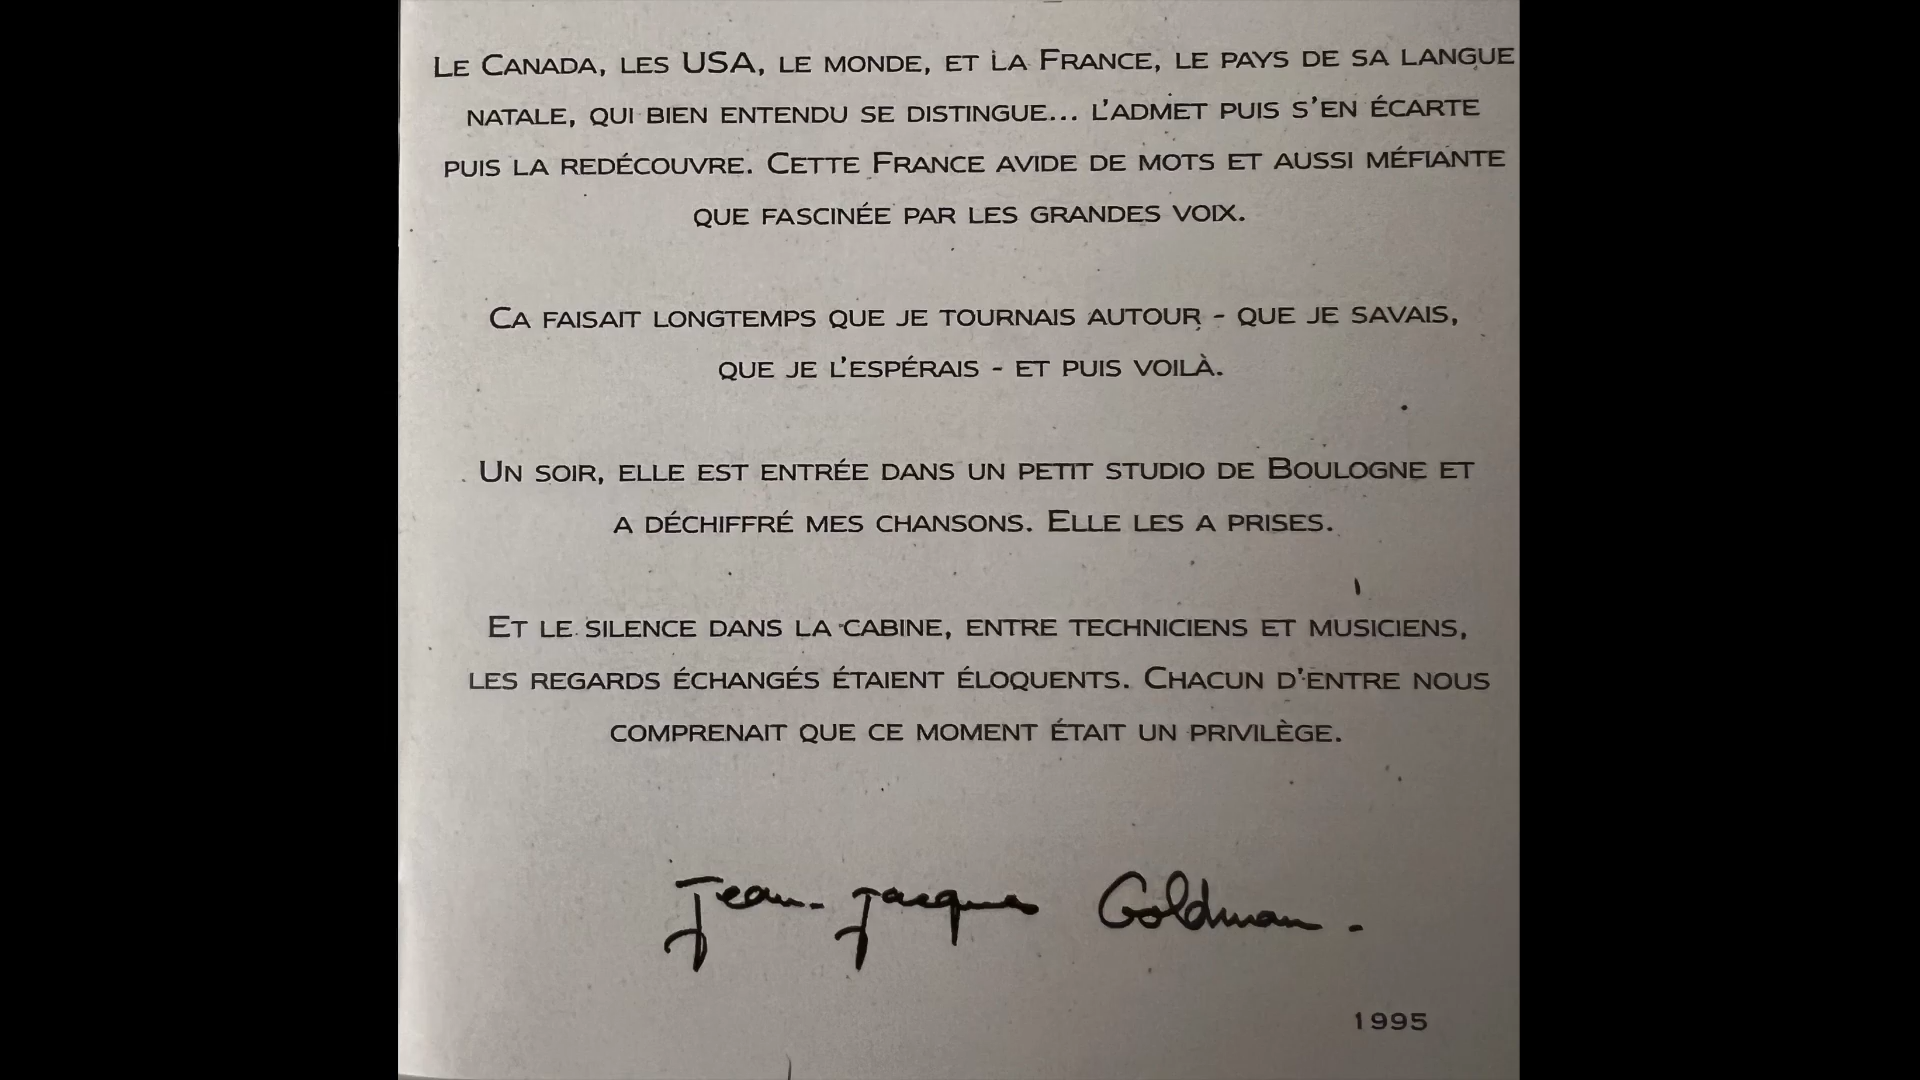 Le Canada, les USA, le monde, et la France, le pays de sa langue
natale, qui bien entendu se distingue... l'admet puis s'en écarte
puis la redécouvre. Cette France avide de mots et aussi méfiante
que fascinée par les grandes voix.
Ca faisait longtemps que je tournais autour - que je savais,
que je l'espérais - et puis voilà.
Un soir, elle est entrée dans un petit studio de Boulogne et
a déchiffré mes chansons. Elle les a prises.
Et le silence dans la cabine, entre techniciens et musiciens,
les regards échangés étaient éloquents. Chacun d'entre nous
comprenait que ce moment était un privilège.
Jean-Jacques Goldman.
1995